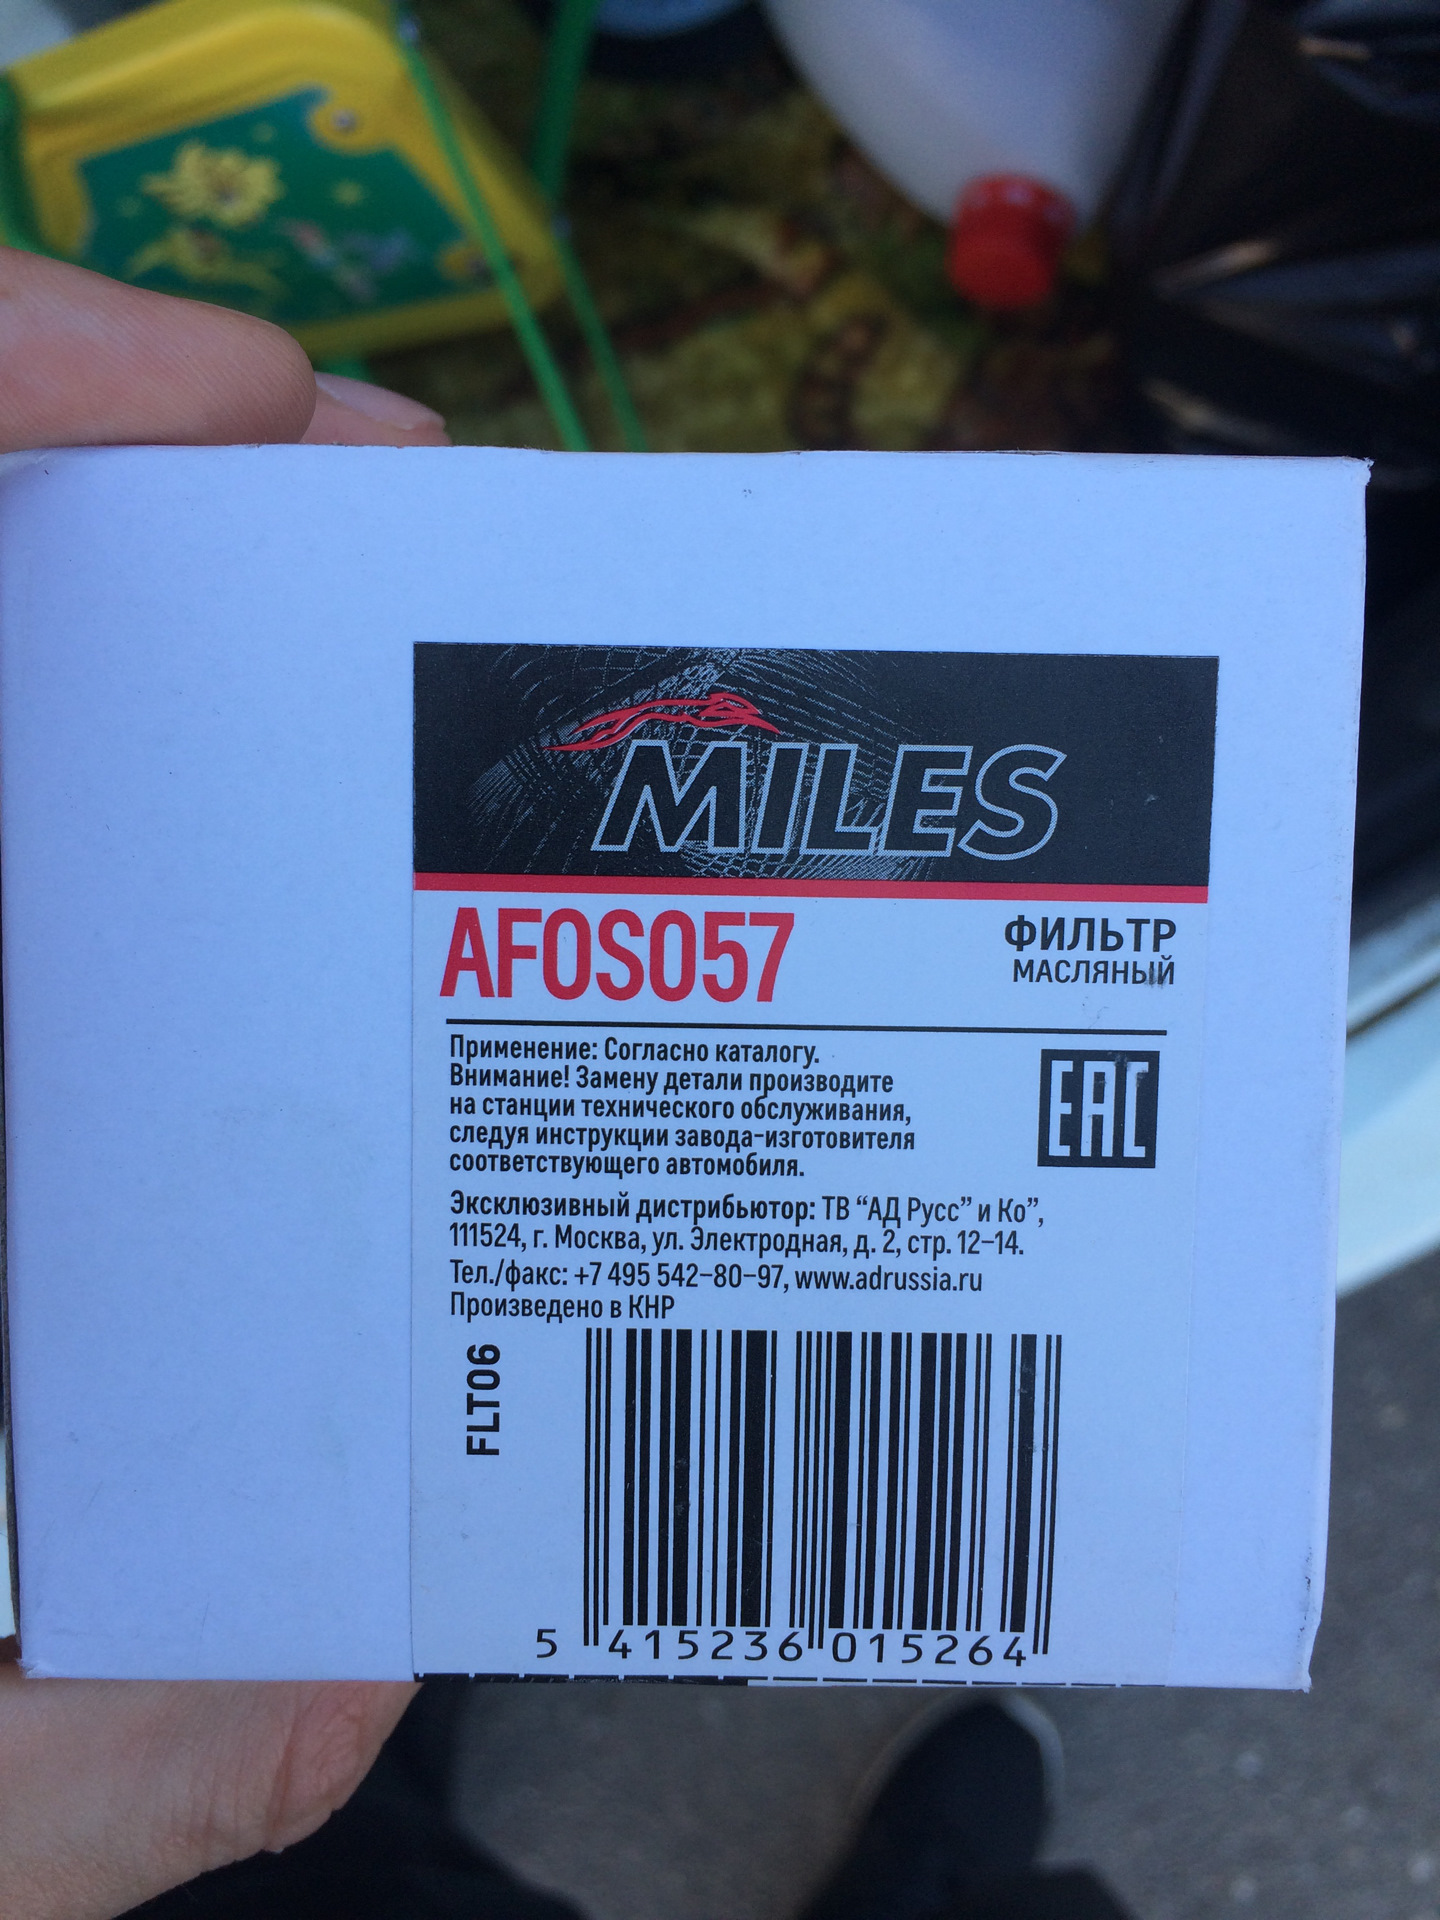 MILES
AFOS057
ФИЛЬТР
МАСЛЯНЫЙ
Применение: Согласно каталогу.
Внимание! Замену детали производите
на станции технического обслуживания,
следуя инструкции завода-изготовителя
соответствующего автомобиля.
EAC
Эксклюзивный дистрибьютор: ТВ “АД Русс” и Ко”,
111524, г. Москва, ул. Электродная, д. 2, стр. 12-14.
Тел./факс: +7 495 542-80-97, www.adrussia.ru
Произведено в КНР
FLT06
5 415236 015264